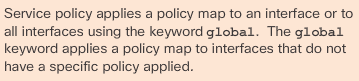 Service policy applies a policy map to an interface or to
all interfaces using the keyword global. The global
keyword applies a policy map to interfaces that do not
have a specific policy applied.